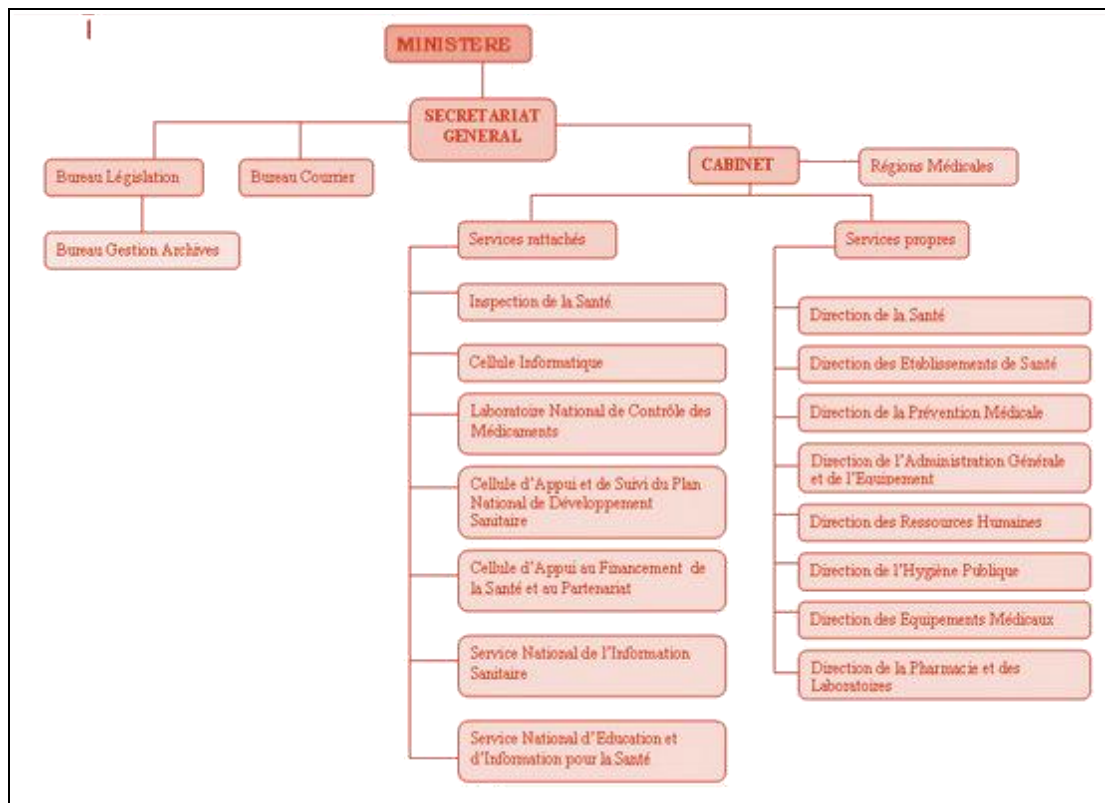 MINISTERE
SECRETARIAT
GENERAL
Bureau Législation
Bureau Courrier
CABINET
Régions Médicales
Bureau Gestion Archives
Services rattachés
Services propres
Inspection de la Santé
Cellule Informatique
Laboratoire National de Contrôle des
Médicaments
Cellule d'Appui et de Suivi du Plan
National de Développement
Sanitaire
Cellule d'Appui au Financement de
la Santé et au Partenariat
Service National de l'Information
Sanitaire
Service National d'Education et
d'Information pour la Santé
Direction de la Santé
Direction des Etablissements de Santé
Direction de la Prévention Médicale
Direction de l'Administration Générale
et de l'Equipement
Direction des Ressources Humaines
Direction de l'Hygiène Publique
Direction des Equipements Médicaux
Direction de la Pharmacie et des
Laboratoires